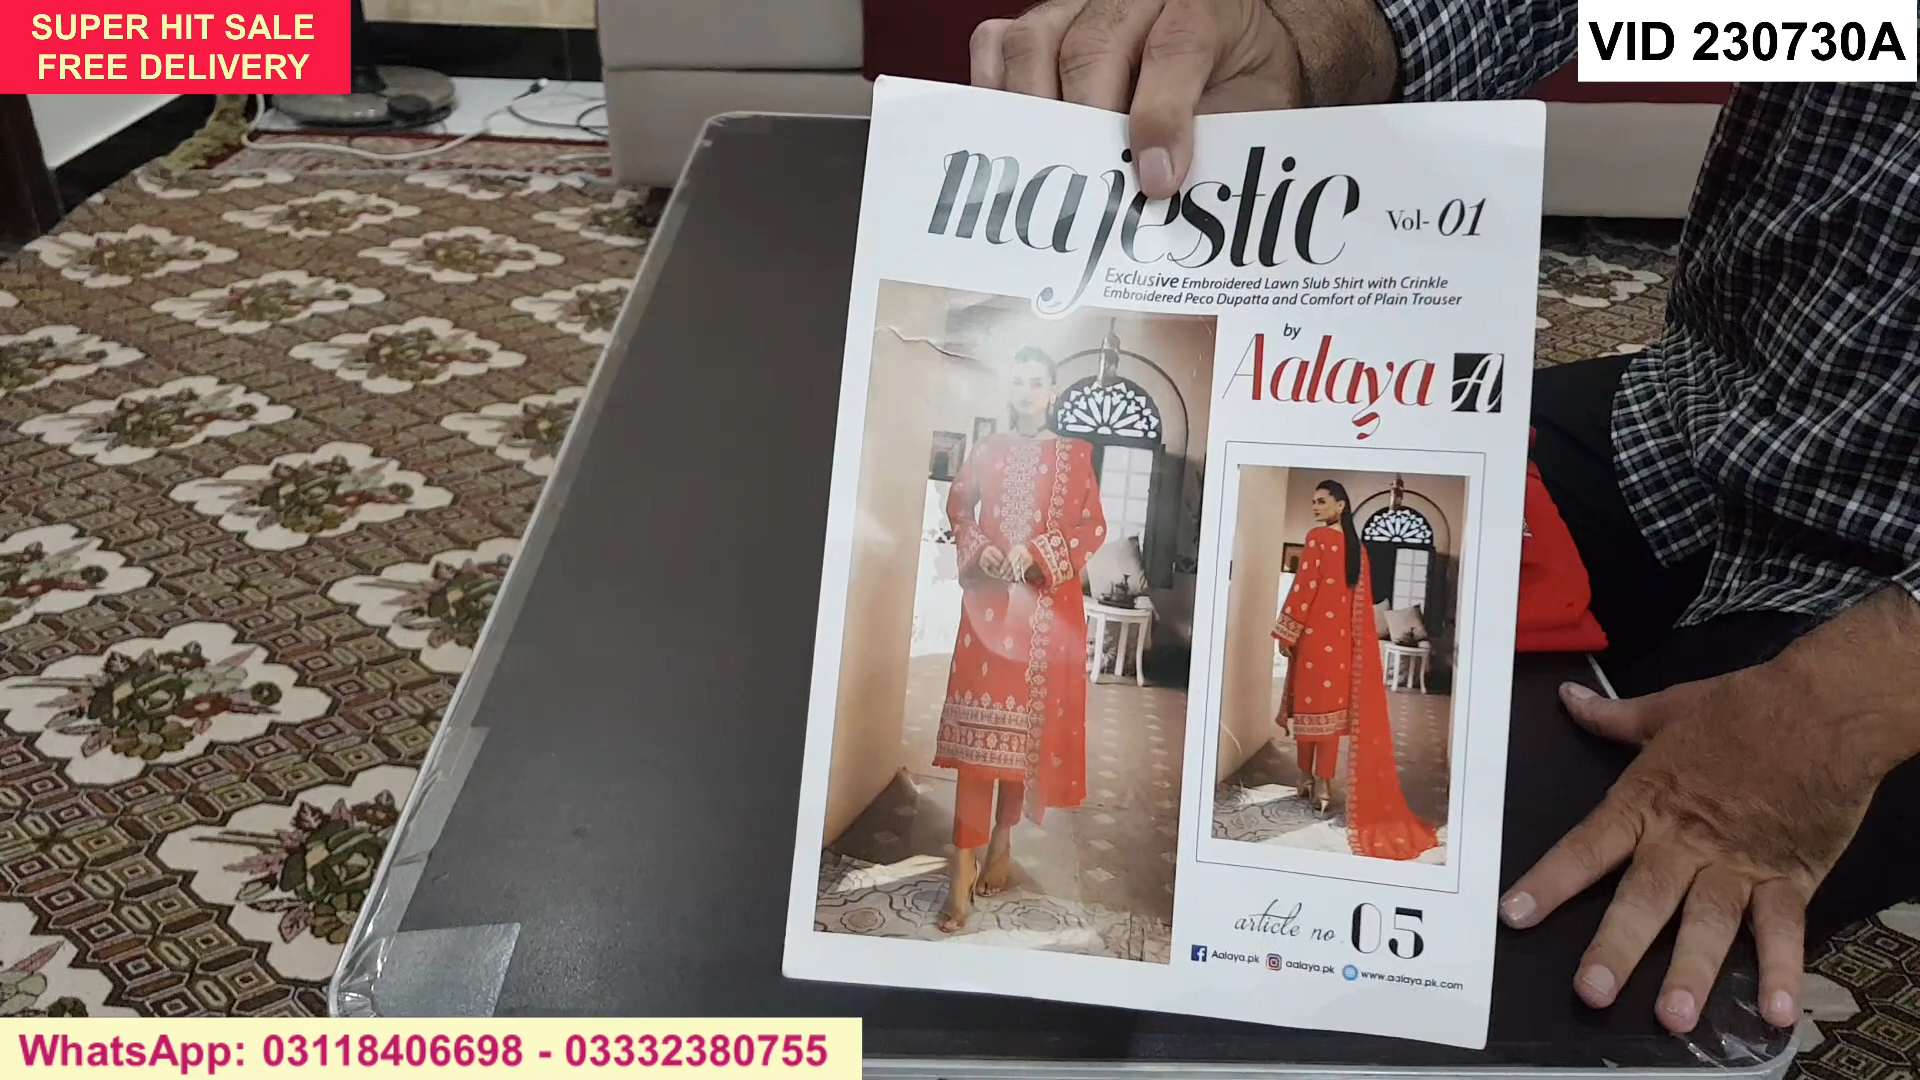 SUPER HIT SALE
FREE DELIVERY
VID 230730A
majestic
Vol- 01
Exclusive Embroidered Lawn Slub Shirt with Crinkle
Embroidered Peco Dupatta and Comfort of Plain Trouser
by
Aalaya A
article no. 05
Aalaya.pk aalaya.pk www.aalaya.pk.com
WhatsApp: 03118406698 - 03332380755